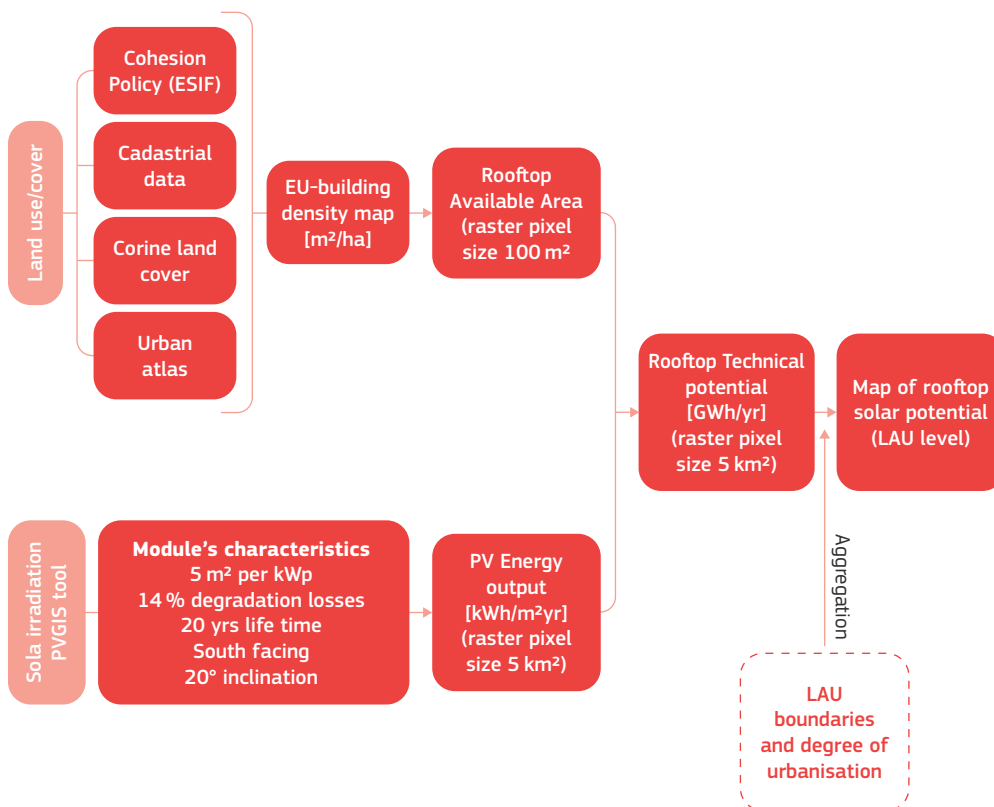 Land use/cover
Cohesion
Policy (ESIF)
Cadastrial
data
Corine land
cover
Urban
atlas
EU-building
density map
[m²/ha]
Rooftop
Available Area
(raster pixel
size 100 m²
Sola irradiation
PVGIS tool
Module's characteristics
5 m² per kWp
14 % degradation losses
20 yrs life time
South facing
20° inclination
PV Energy
output
[kWh/m²yr]
(raster pixel
size 5 km²)
Rooftop Technical
potential
[GWh/yr]
(raster pixel
size 5 km²)
Map of rooftop
solar potential
(LAU level)
Aggregation
LAU
boundaries
and degree of
urbanisation